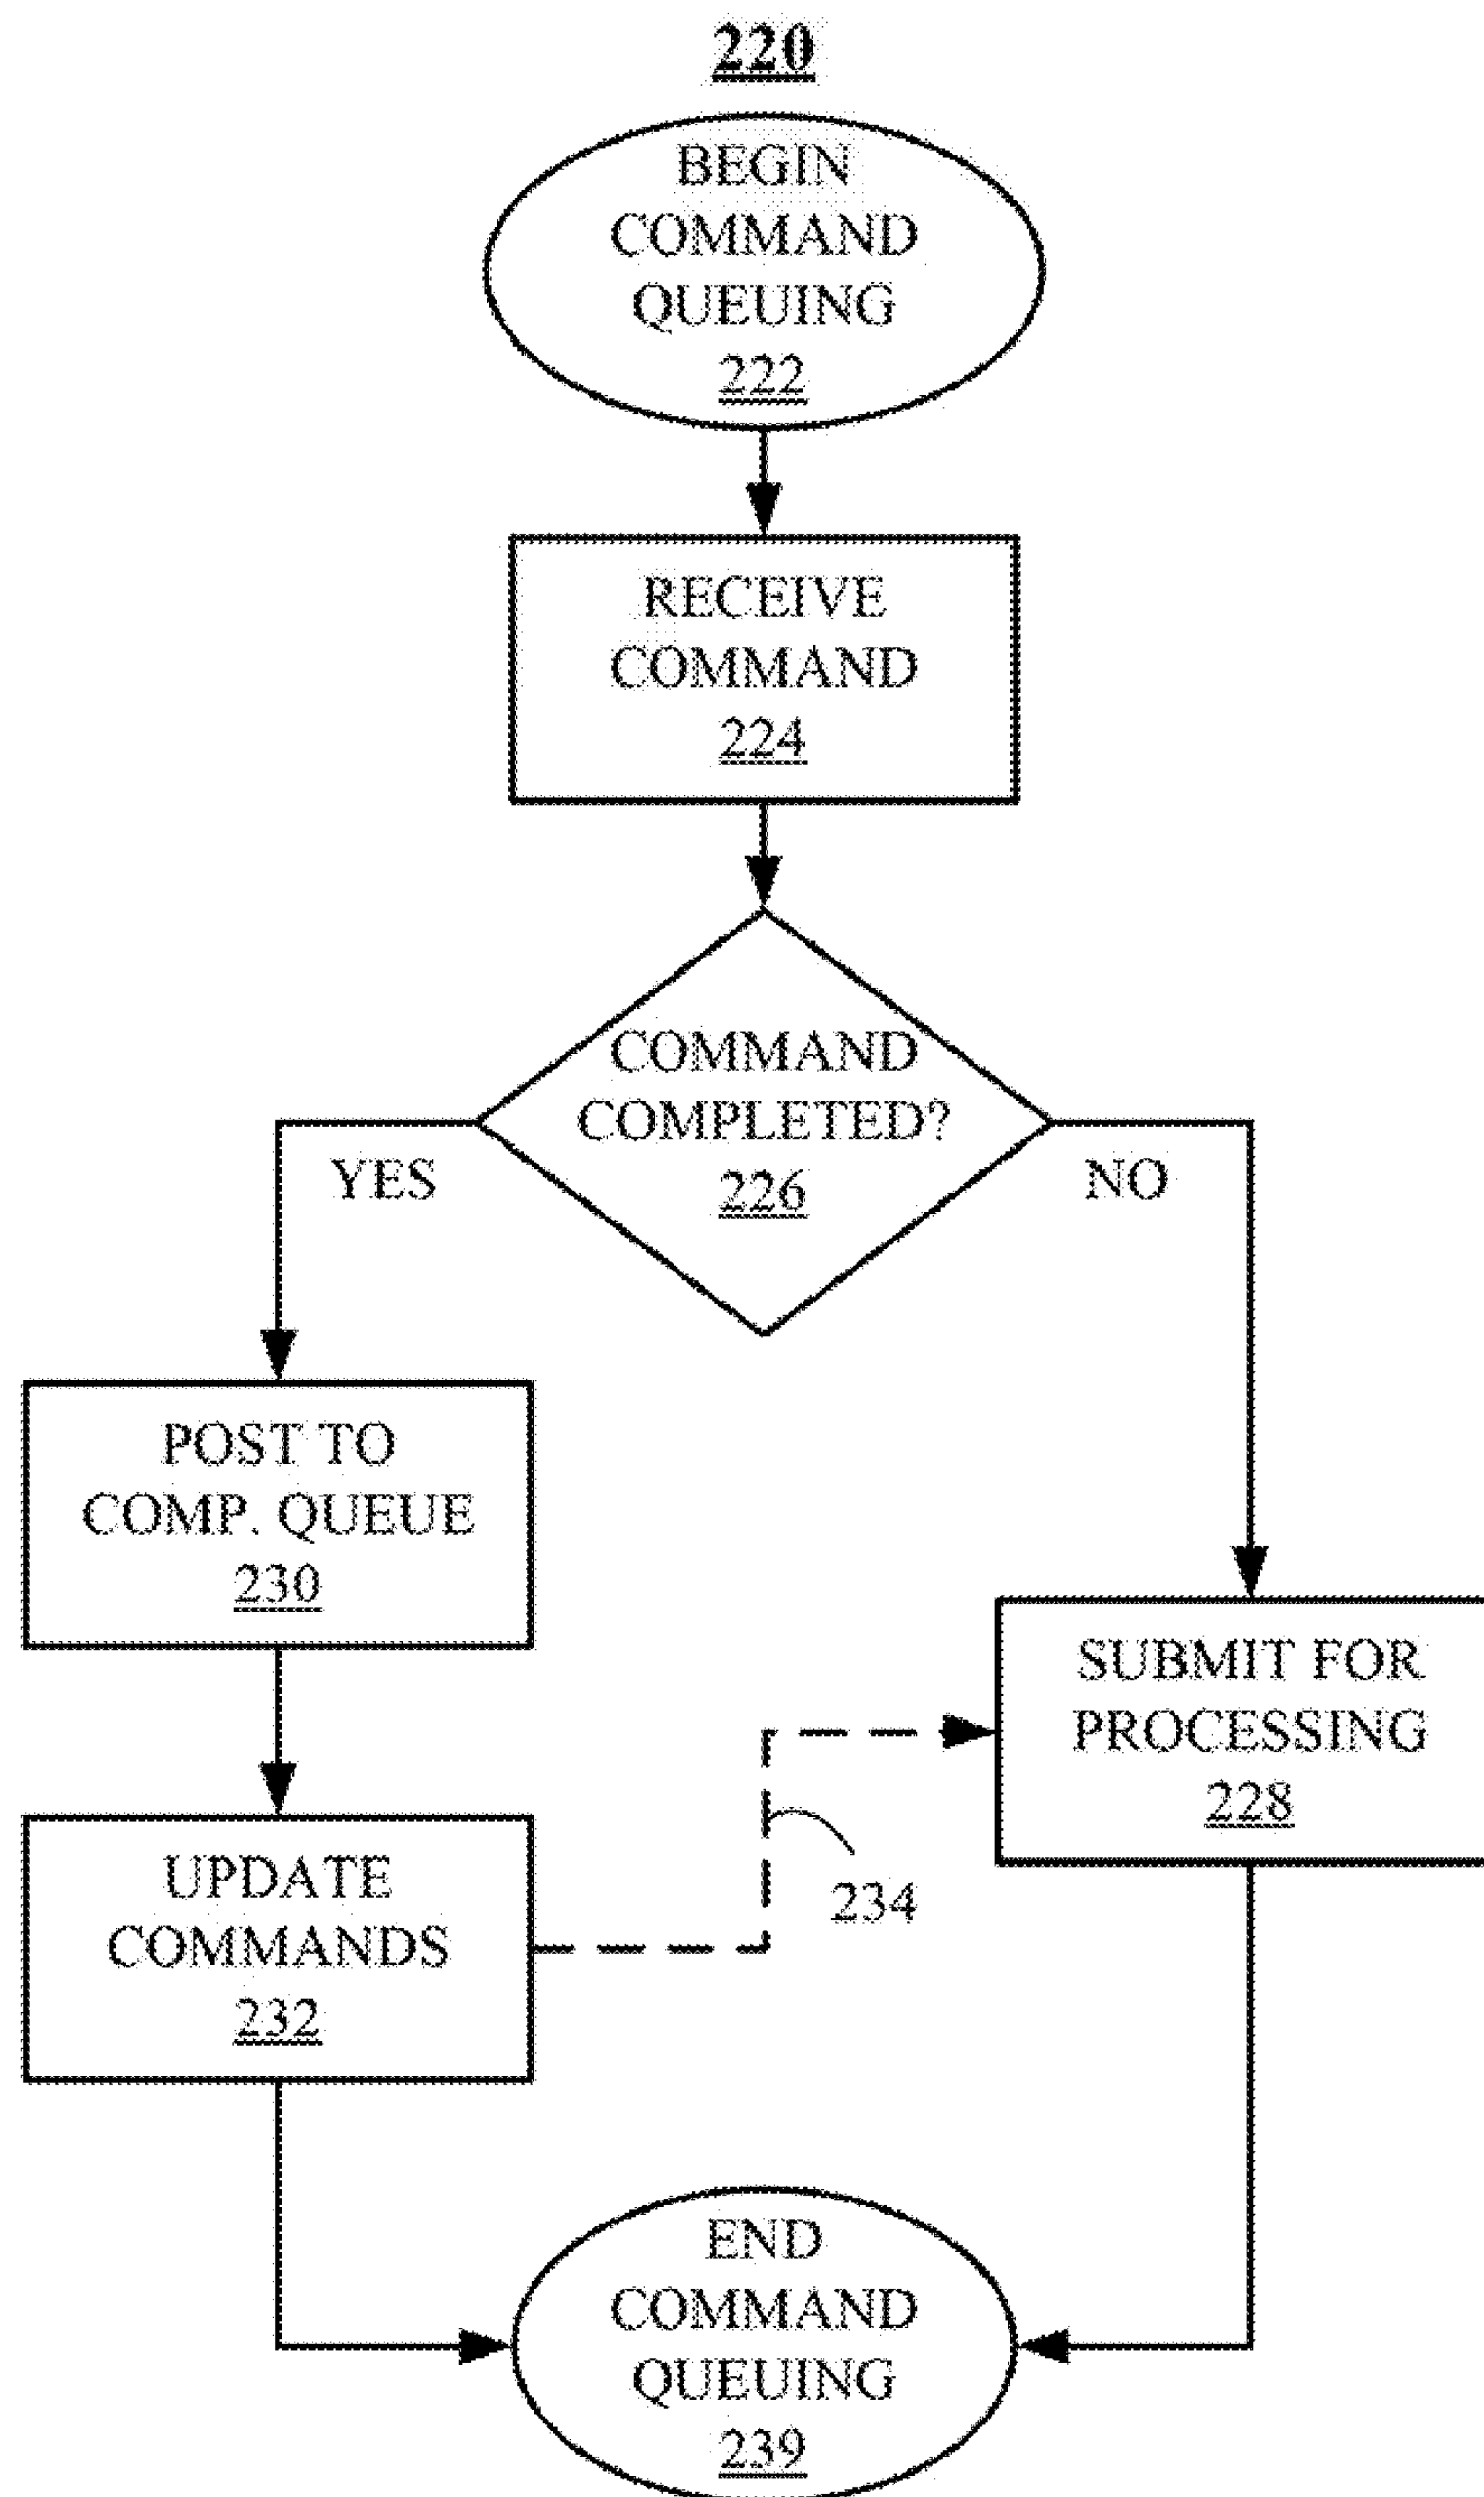 220
BEGIN
COMMAND
QUEUING
222
RECEIVE
COMMAND
224
COMMAND
COMPLETED?
226
YES
NO
POST TO
COMP. QUEUE
230
SUBMIT FOR
PROCESSING
228
UPDATE
COMMANDS
232
234
END
COMMAND
QUEUING
239